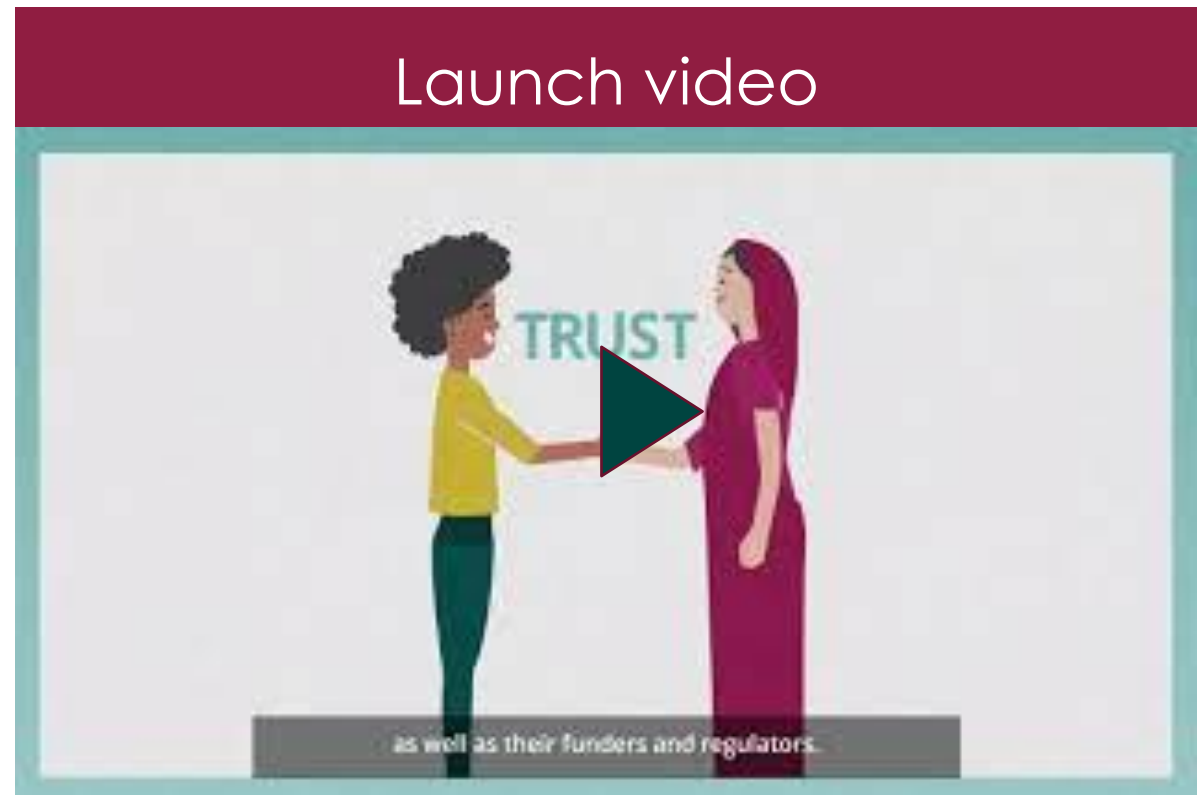 Launch video
TRUST
as well as their funders and regulators.